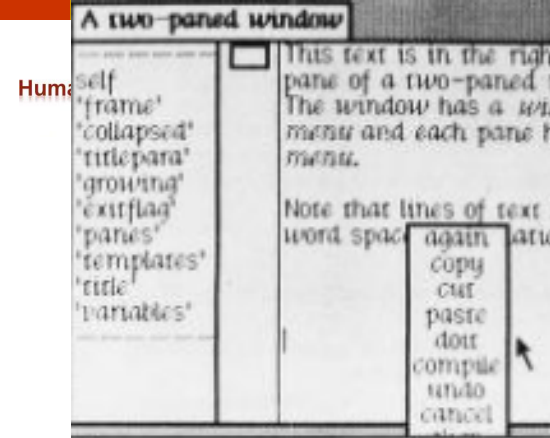 A two-paned window
Huma
self
'frame'
'collapsed'
'titlepara'
'growing'
'exitflag'
'panes'
'templates'
'title'
'variables'
This text is in the righ
pane of a two-paned
The window has a wi
menu and each pane h
menu.
Note that lines of text
word spac
again
copy
cut
paste
doit
compile
undo
cancel